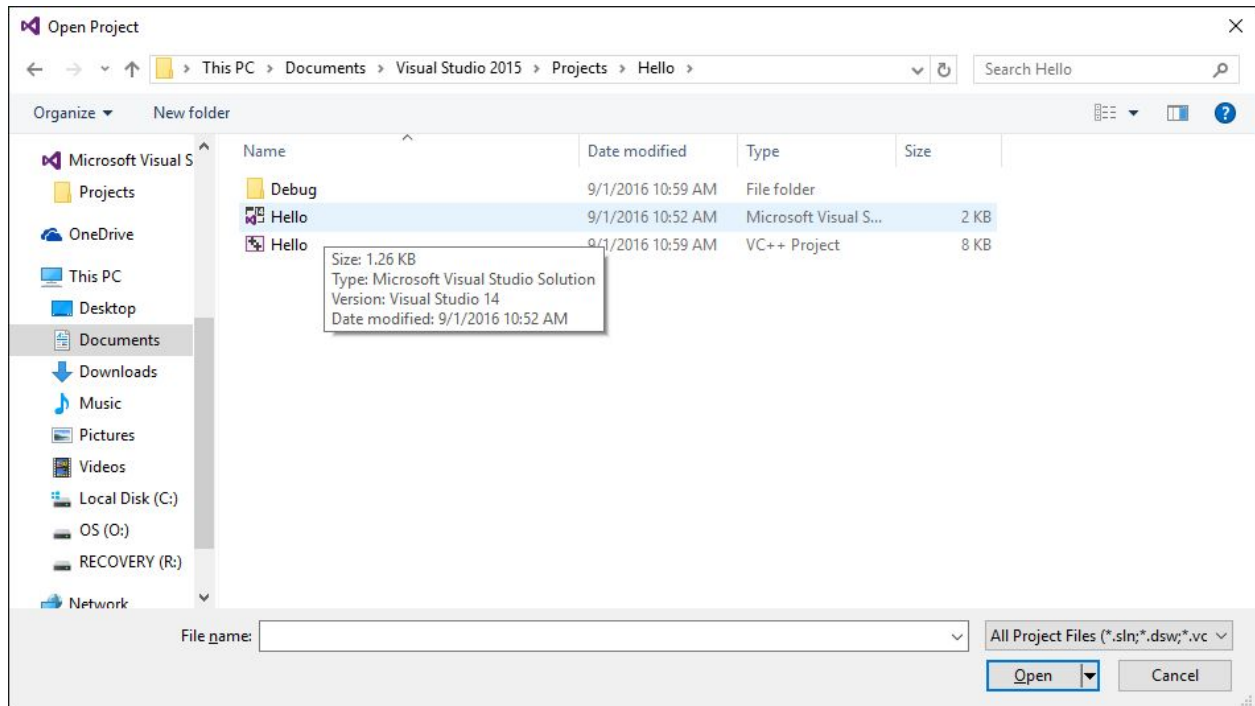 Open Project
This PC > Documents > Visual Studio 2015 > Projects > Hello >
Search Hello
Organize
New folder
Microsoft Visual S
Projects
OneDrive
This PC
Desktop
Documents
Downloads
Music
Pictures
Videos
Local Disk (C:)
OS (O:)
RECOVERY (R:)
Network
Name Date modified Type Size
Debug 9/1/2016 10:59 AM File folder
Hello 9/1/2016 10:52 AM Microsoft Visual S... 2 KB
Hello 9/1/2016 10:59 AM VC++ Project 8 KB
Size: 1.26 KB
Type: Microsoft Visual Studio Solution
Version: Visual Studio 14
Date modified: 9/1/2016 10:52 AM
File name:
All Project Files (*.sln;*.dsw;*.vc
Open
Cancel